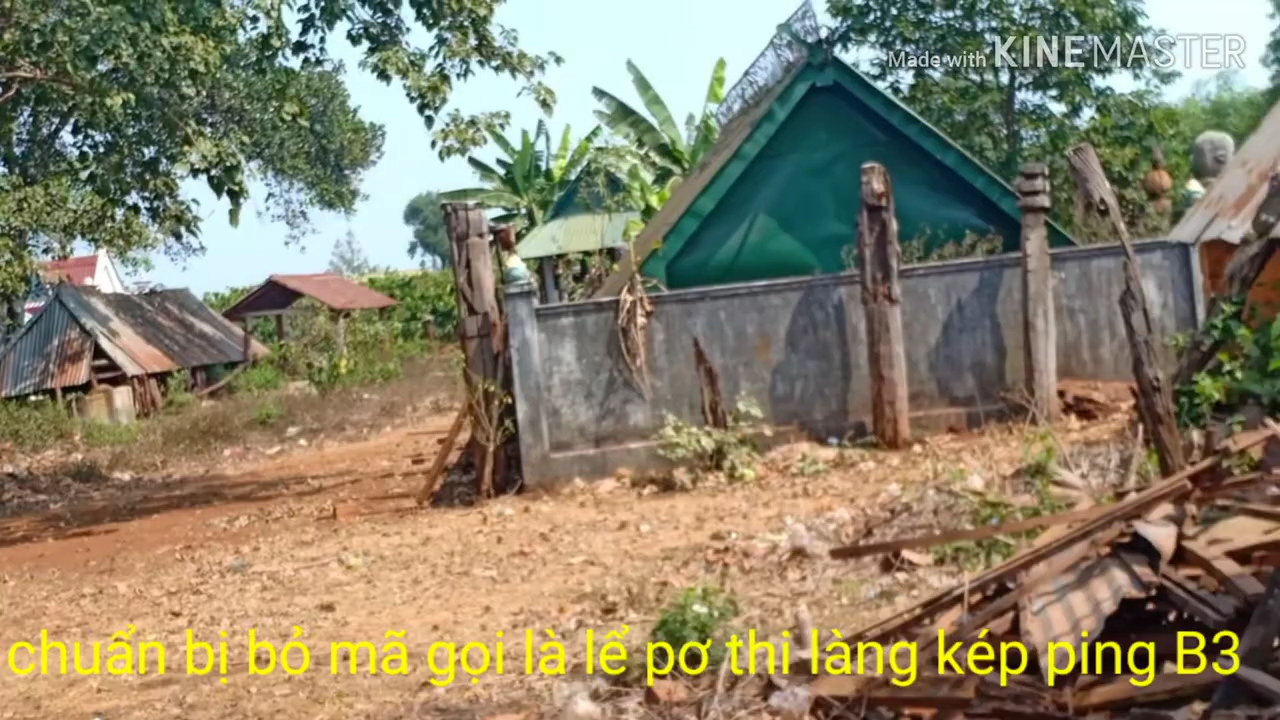 Made with KINEMASTER
chuẩn bị bỏ mã gọi là lể pơ thi làng kép ping B3